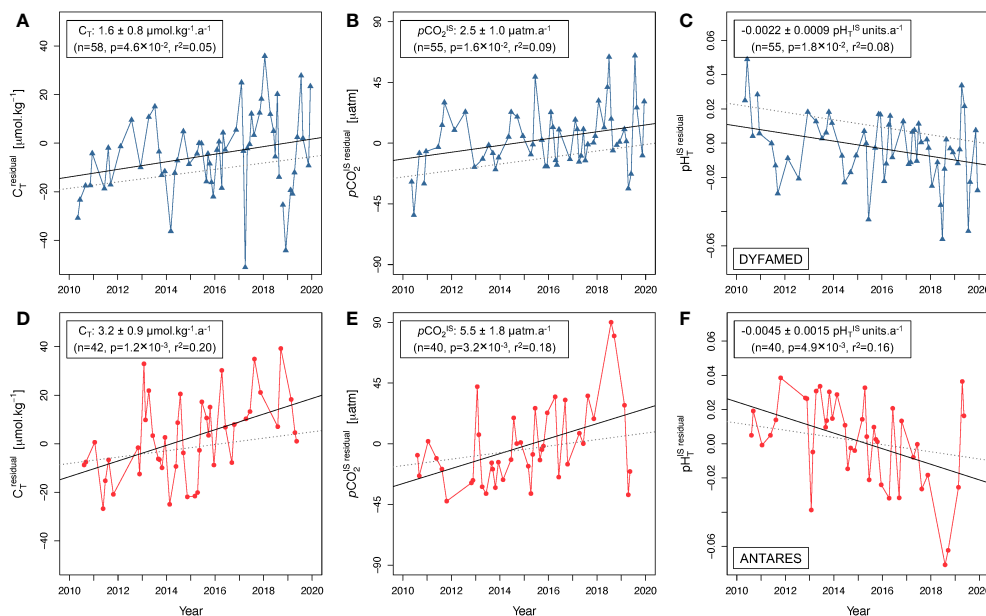 A
C_T: 1.6 ± 0.8 µmol.kg⁻¹.a⁻¹
(n=58, p=4.6×10⁻², r²=0.05)
C_T^residual [µmol.kg⁻¹]
40
20
0
−20
−40
2010 2012 2014 2016 2018 2020
B
pCO₂^IS: 2.5 ± 1.0 µatm.a⁻¹
(n=55, p=1.6×10⁻², r²=0.09)
pCO₂^IS residual [µatm]
90
45
0
−45
−90
2010 2012 2014 2016 2018 2020
C
-0.0022 ± 0.0009 pH_T^IS units.a⁻¹
(n=55, p=1.8×10⁻², r²=0.08)
pH_T^IS residual
0.06
0.04
0.02
0.00
−0.02
−0.06
DYFAMED
2010 2012 2014 2016 2018 2020
D
C_T: 3.2 ± 0.9 µmol.kg⁻¹.a⁻¹
(n=42, p=1.2×10⁻³, r²=0.20)
C_T^residual [µmol.kg⁻¹]
40
20
0
−20
−40
2010 2012 2014 2016 2018 2020
Year
E
pCO₂^IS: 5.5 ± 1.8 µatm.a⁻¹
(n=40, p=3.2×10⁻³, r²=0.18)
pCO₂^IS residual [µatm]
90
45
0
−45
−90
2010 2012 2014 2016 2018 2020
Year
F
-0.0045 ± 0.0015 pH_T^IS units.a⁻¹
(n=40, p=4.9×10⁻³, r²=0.16)
pH_T^IS residual
0.06
0.04
0.02
0.00
−0.02
−0.06
ANTARES
2010 2012 2014 2016 2018 2020
Year